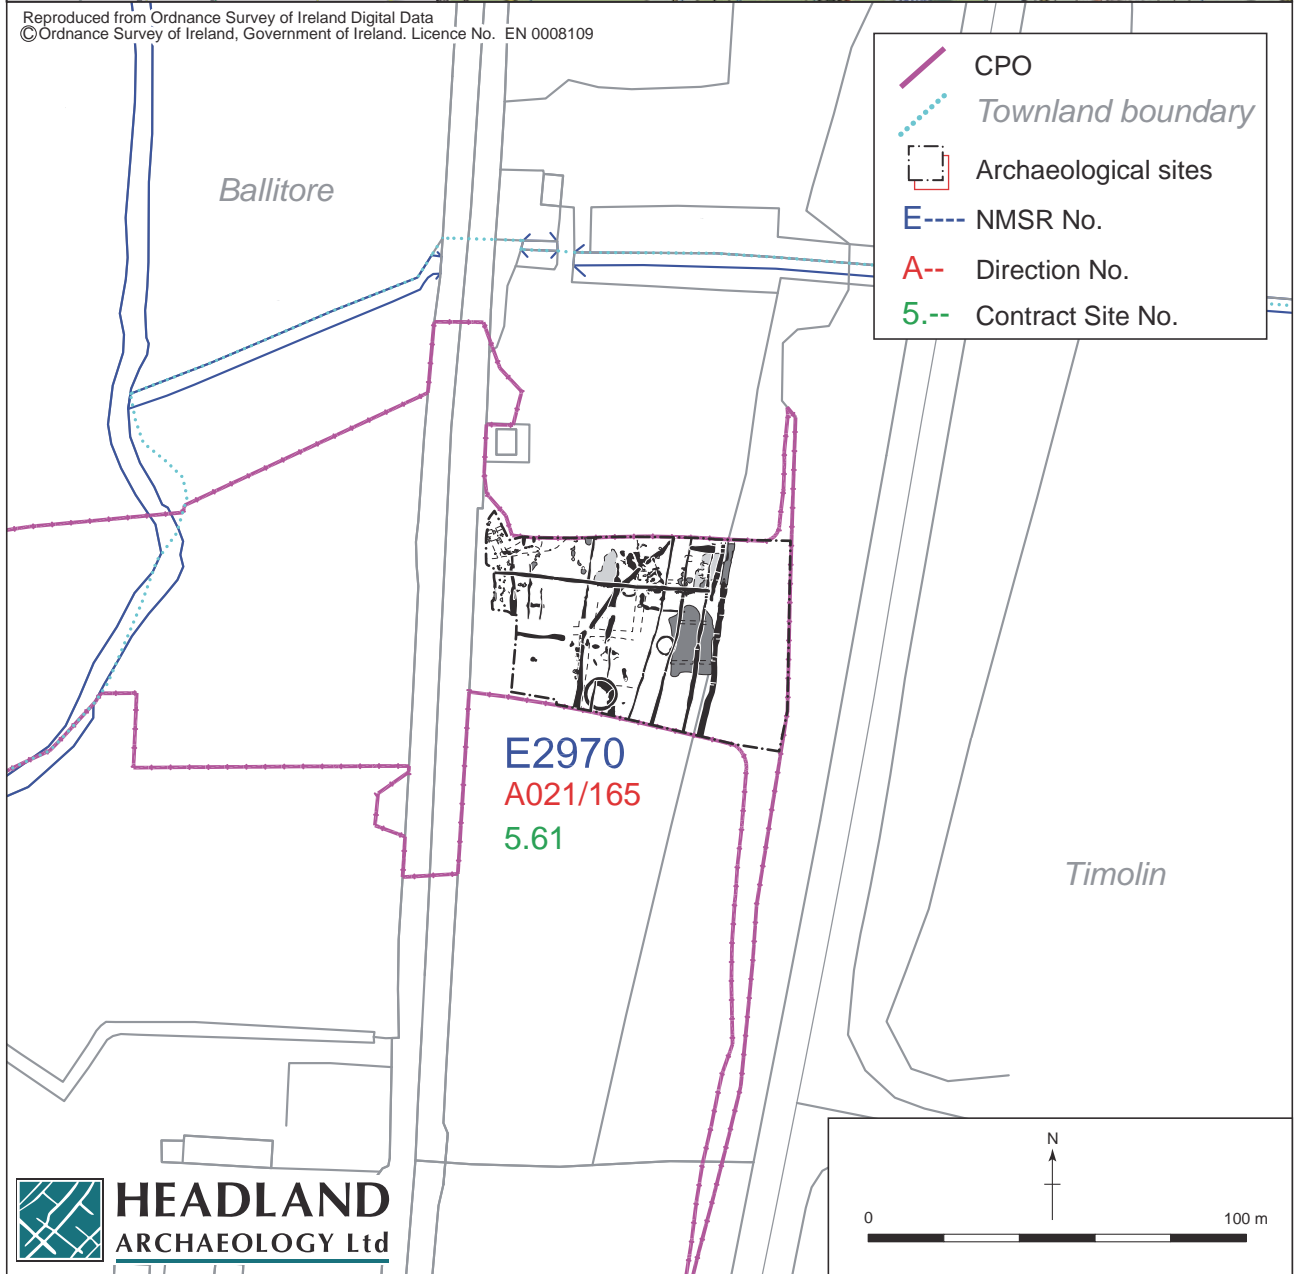 Reproduced from Ordnance Survey of Ireland Digital Data
©Ordnance Survey of Ireland, Government of Ireland. Licence No. EN 0008109
CPO
Townland boundary
Archaeological sites
E---- NMSR No.
A-- Direction No.
5.-- Contract Site No.
Ballitore
E2970
A021/165
5.61
Timolin
N
0 100 m
HEADLAND
ARCHAEOLOGY Ltd